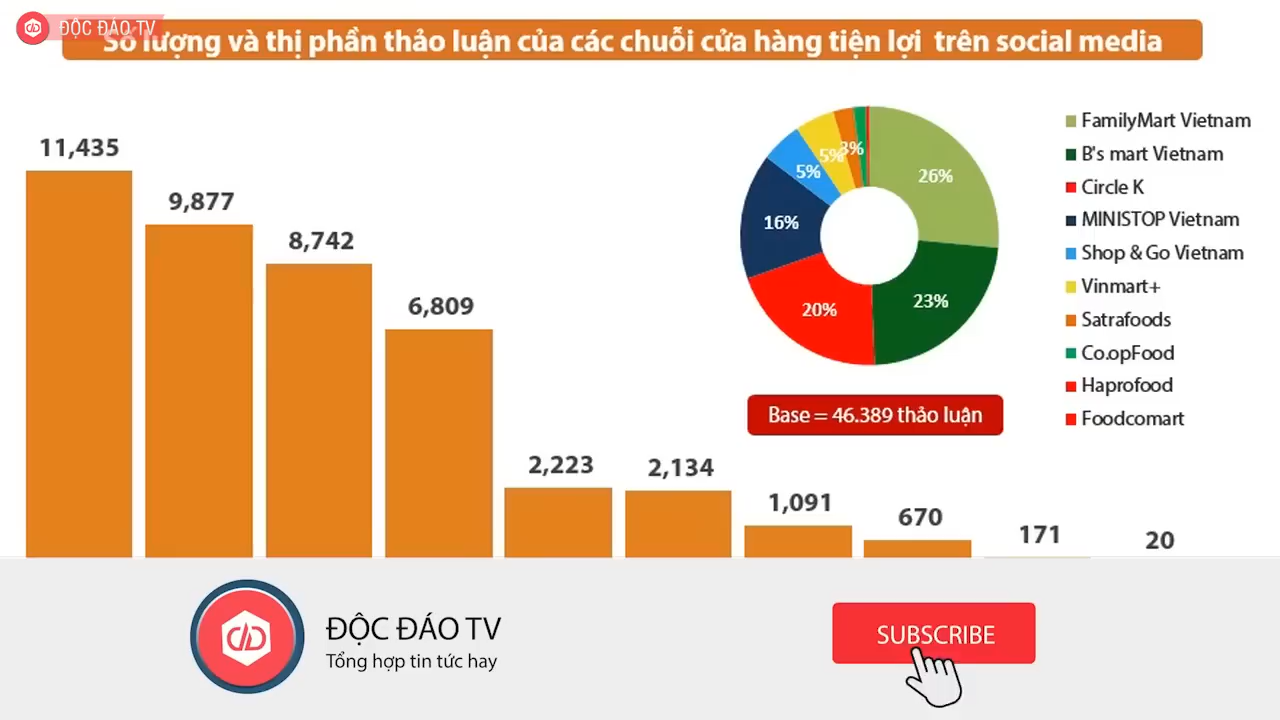 ĐỘC ĐÁO TV
Số lượng và thị phần thảo luận của các chuỗi cửa hàng tiện lợi trên social media
11,435
9,877
8,742
6,809
2,223
2,134
1,091
670
171
20
26%
23%
20%
16%
5%
5%
3%
Base = 46.389 thảo luận
FamilyMart Vietnam
B's mart Vietnam
Circle K
MINISTOP Vietnam
Shop & Go Vietnam
Vinmart+
Satrafoods
Co.opFood
Haprofood
Foodcomart
ĐỘC ĐÁO TV
Tổng hợp tin tức hay
SUBSCRIBE